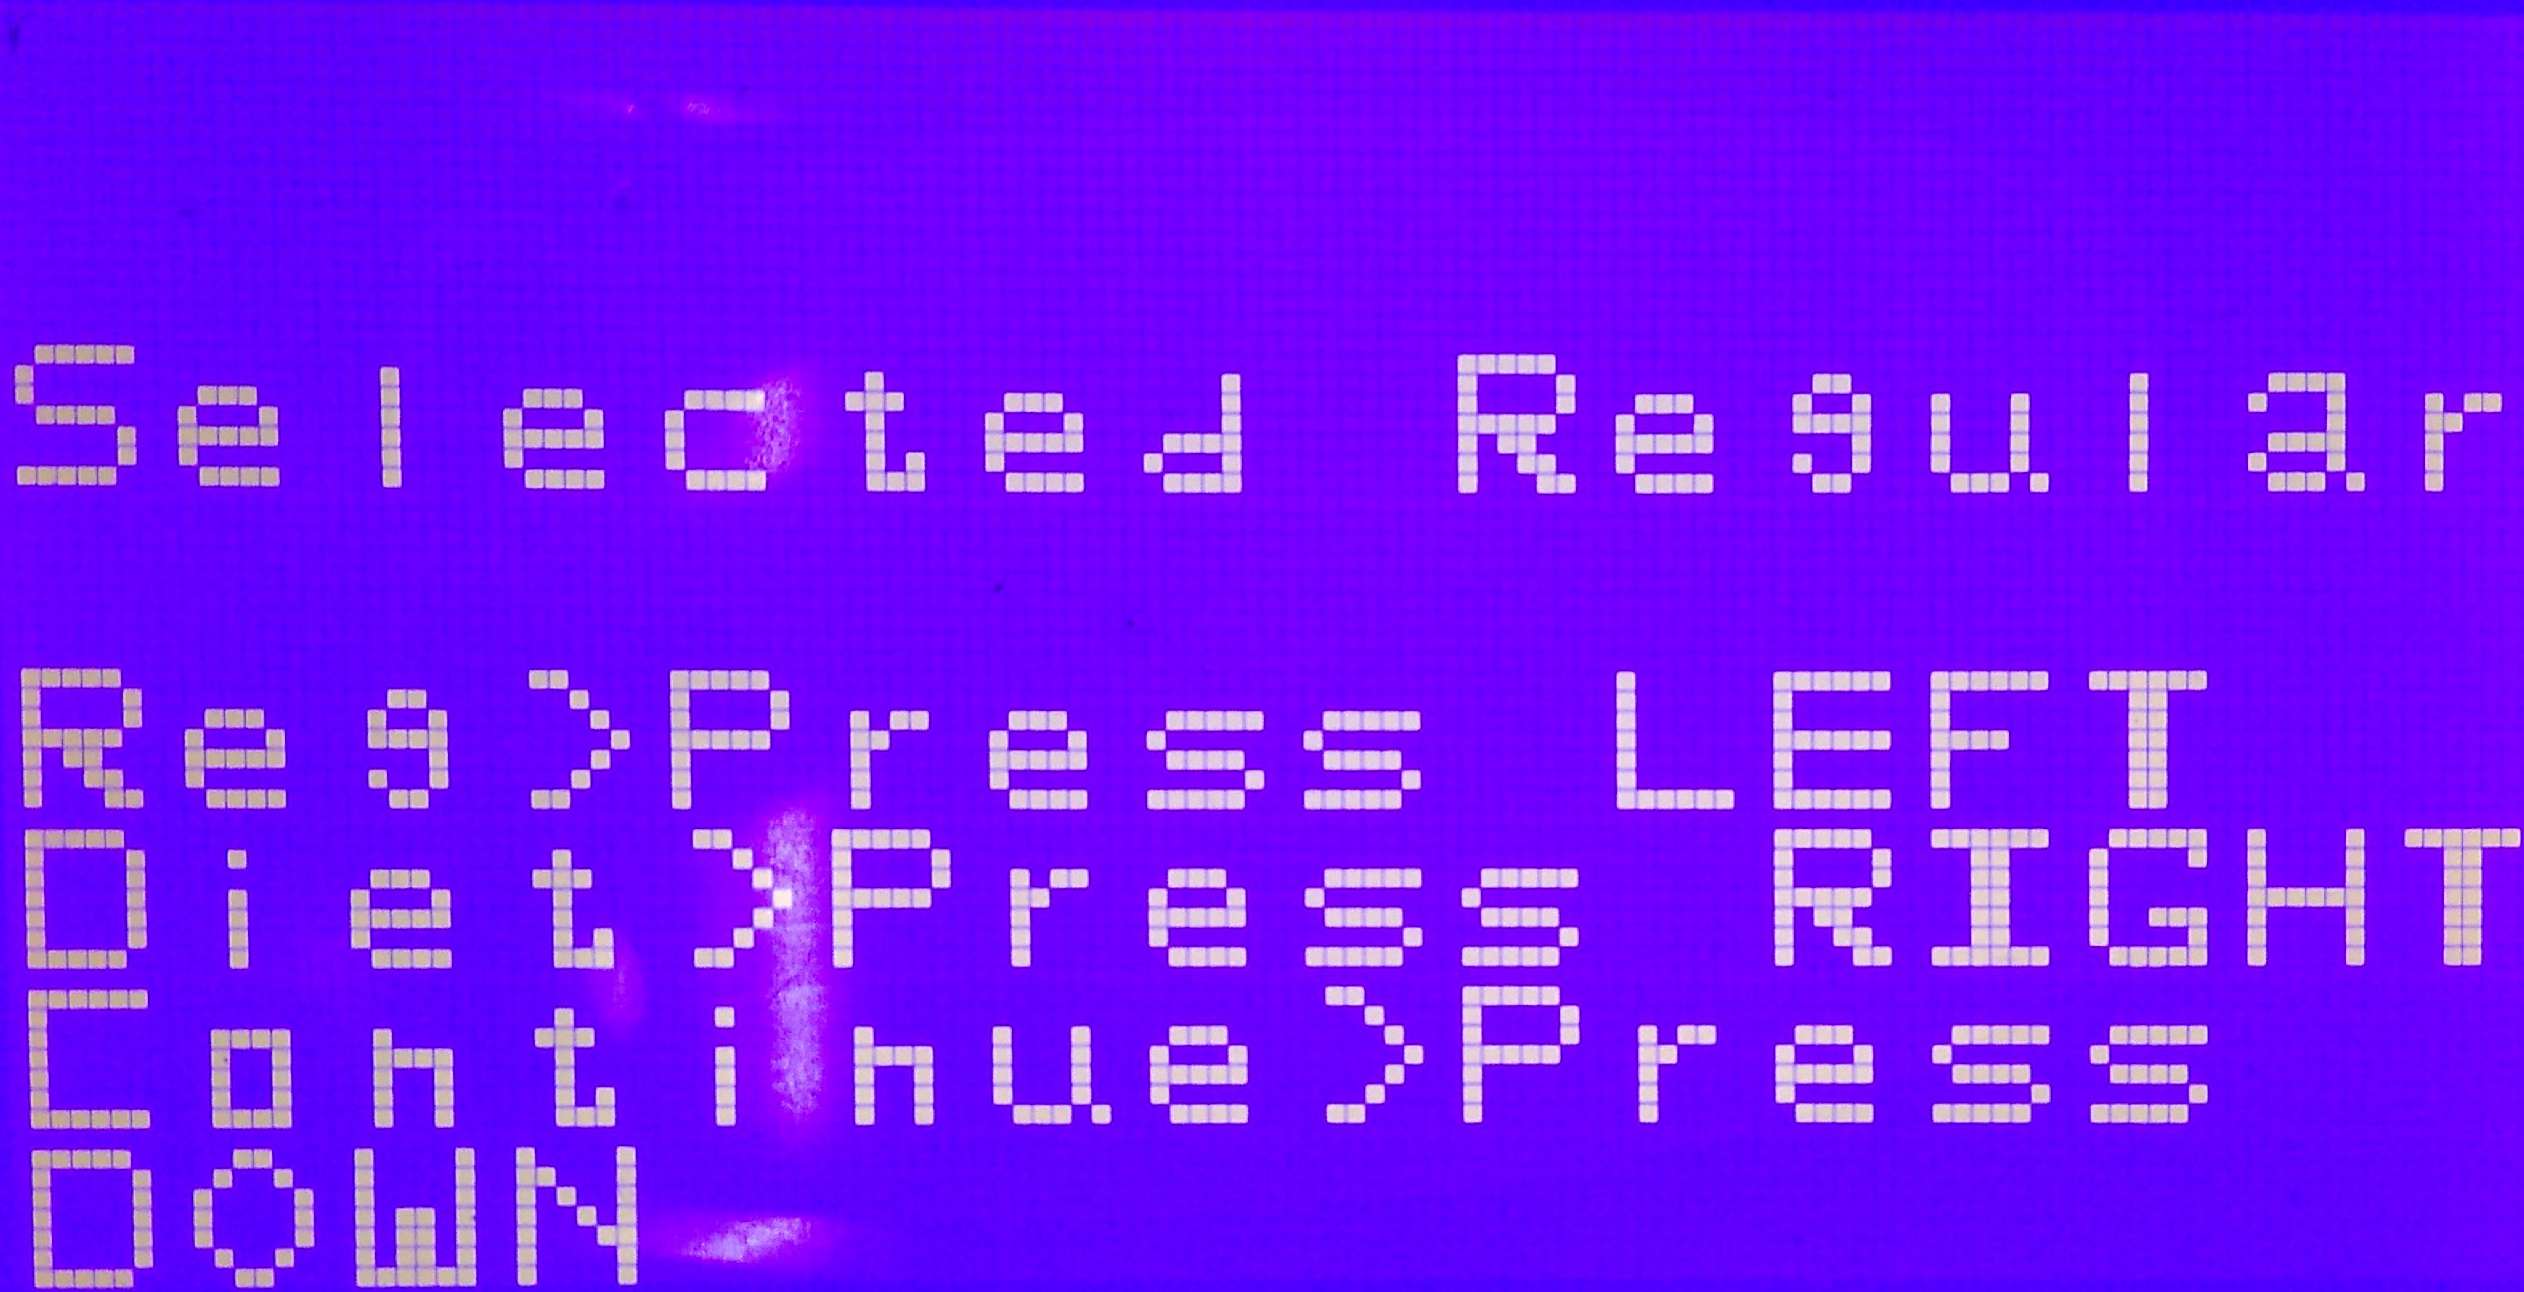 Selected Regular
Reg>Press LEFT
Diet>Press RIGHT
Continue>Press
DOWN